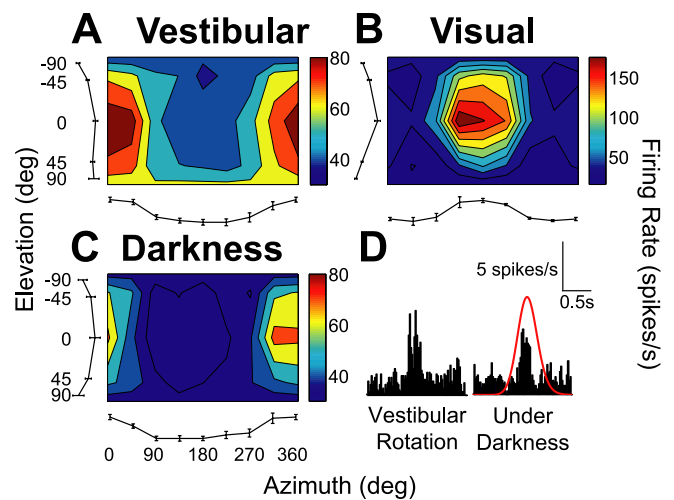 A Vestibular
B Visual
-90
-45
0
45
90
80
60
40
150
100
50
Elevation (deg)
Firing Rate (spikes/s)
C Darkness
D
-90
-45
0
45
90
80
60
40
5 spikes/s
0.5s
Vestibular
Rotation
Under
Darkness
0 90 180 270 360
Azimuth (deg)